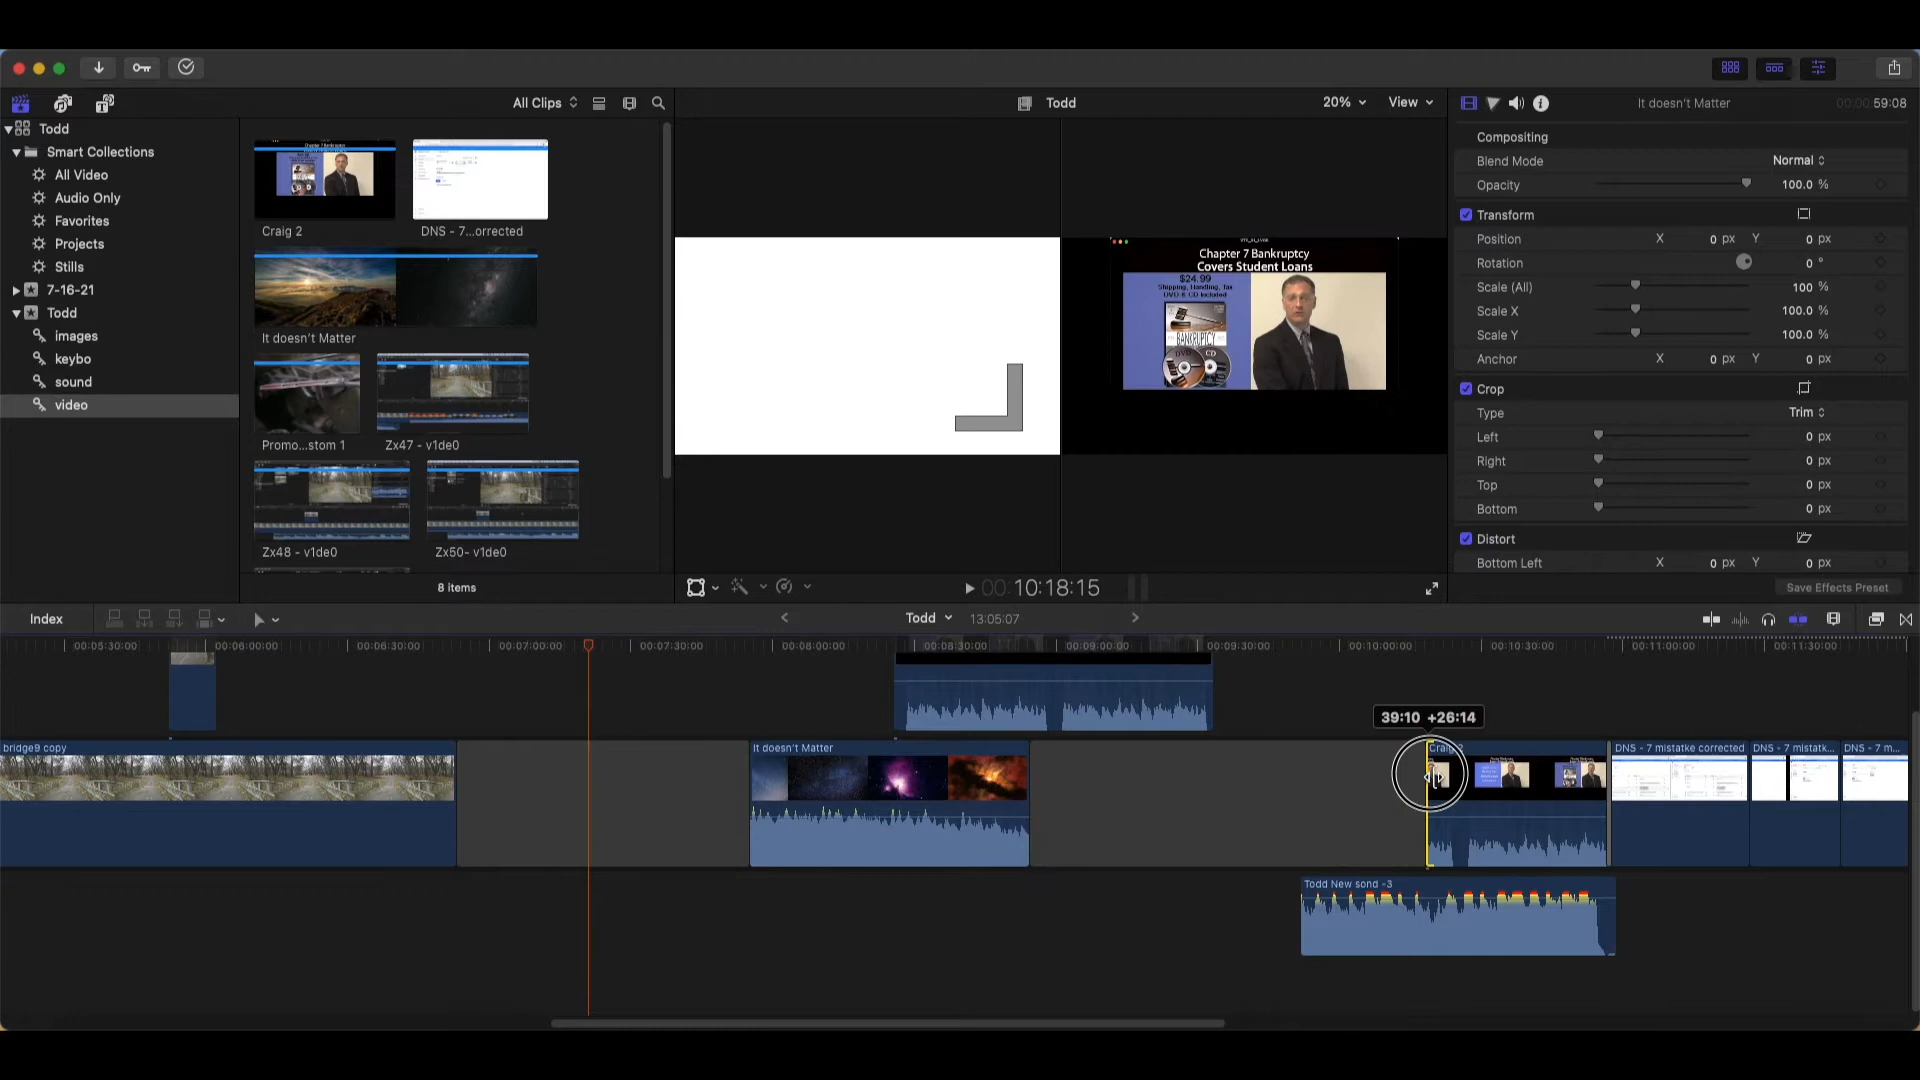 All Clips
Todd
20%
View
It doesn't Matter
00:00:59:08
Todd
Smart Collections
All Video
Audio Only
Favorites
Projects
Stills
7-16-21
Todd
images
keybo
sound
video
Craig 2
DNS - 7...orrected
It doesn't Matter
Promo...stom 1
Zx47 - v1de0
Zx48 - v1de0
Zx50- v1de0
8 items
Chapter 7 Bankruptcy
Covers Student Loans
$24.99
Shipping, Handling, Tax
DVD & CD Included
BANKRUPTCY
DVD
CD
00:10:18:15
Compositing
Blend Mode
Normal
Opacity
100.0 %
Transform
Position
X
0 px
Y
0 px
Rotation
0 °
Scale (All)
100 %
Scale X
100.0 %
Scale Y
100.0 %
Anchor
X
0 px
Y
0 px
Crop
Type
Trim
Left
0 px
Right
0 px
Top
0 px
Bottom
0 px
Distort
Bottom Left
X
0 px
Y
0 px
Save Effects Preset
Index
Todd
13:05:07
00:05:30:00
00:06:00:00
00:06:30:00
00:07:00:00
00:07:30:00
00:08:00:00
00:08:30:00
00:09:00:00
00:09:30:00
00:10:00:00
00:10:30:00
00:11:00:00
00:11:30:00
39:10 +26:14
bridge9 copy
It doesn't Matter
Craig 2
DNS - 7 mistatke corrected
DNS - 7 mistatk...
DNS - 7 m...
Todd New sond -3